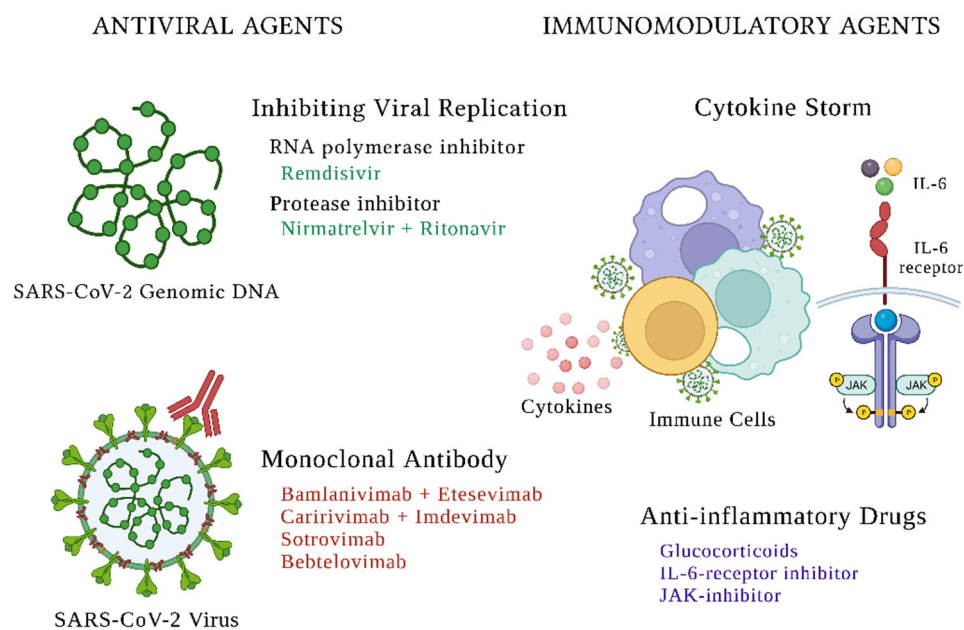 ANTIVIRAL AGENTS
Inhibiting Viral Replication
RNA polymerase inhibitor
Remdisivir
Protease inhibitor
Nirmatrelvir + Ritonavir
SARS-CoV-2 Genomic DNA
Monoclonal Antibody
Bamlanivimab + Etesevimab
Caririvimab + Imdevimab
Sotrovimab
Bebtelovimab
SARS-CoV-2 Virus
IMMUNOMODULATORY AGENTS
Cytokine Storm
IL-6
IL-6
receptor
Cytokines
Immune Cells
P
JAK
JAK
P
P
P
Anti-inflammatory Drugs
Glucocorticoids
IL-6-receptor inhibitor
JAK-inhibitor